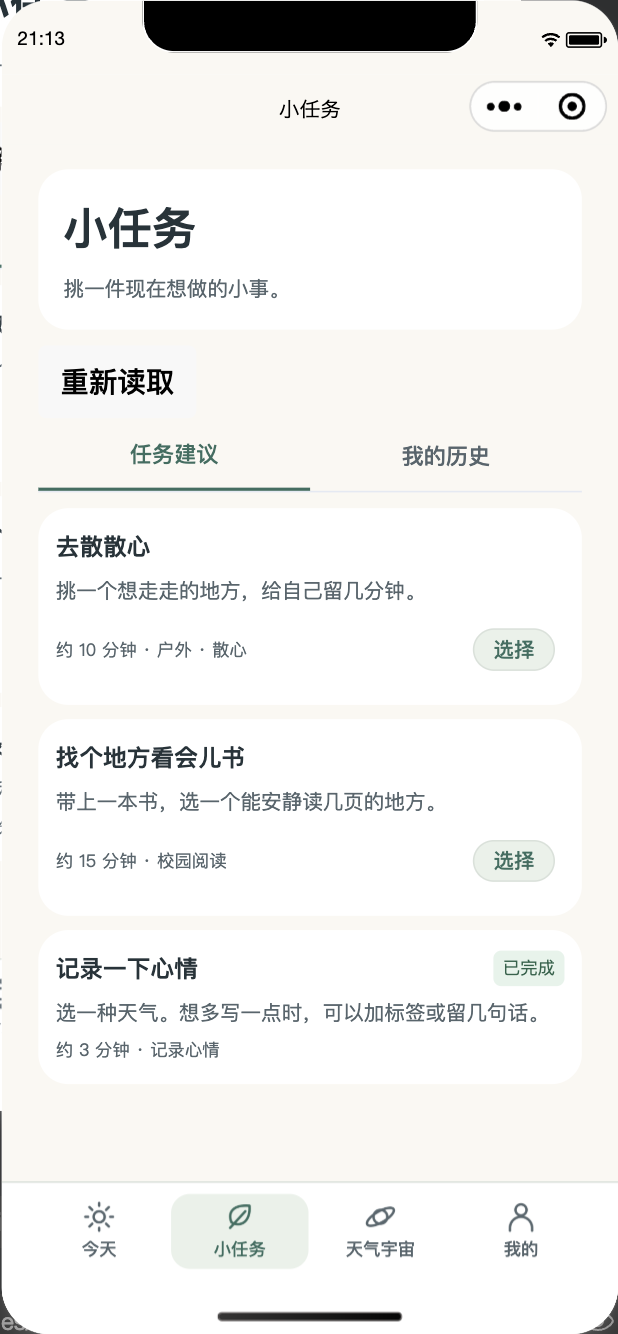 21:13
小任务
小任务
挑一件现在想做的小事。
重新读取
任务建议
我的历史
去散散心
挑一个想走走的地方，给自己留几分钟。
约 10 分钟 · 户外 · 散心
选择
找个地方看会儿书
带上一本书，选一个能安静读几页的地方。
约 15 分钟 · 校园阅读
选择
记录一下心情
已完成
选一种天气。想多写一点时，可以加标签或留几句话。
约 3 分钟 · 记录心情
今天
小任务
天气宇宙
我的